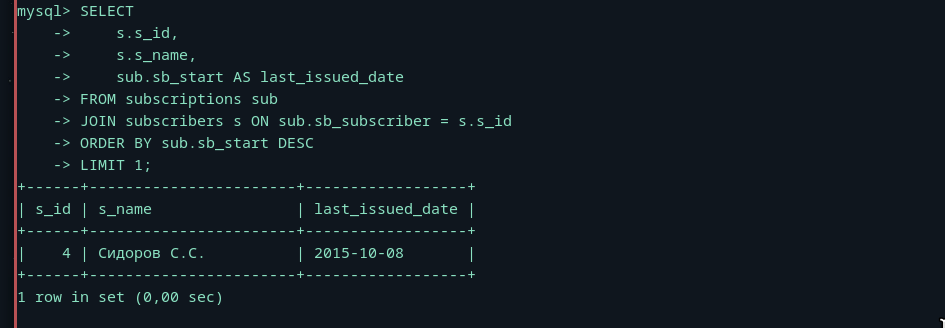 mysql> SELECT
    ->     s.s_id,
    ->     s.s_name,
    ->     sub.sb_start AS last_issued_date
    -> FROM subscriptions sub
    -> JOIN subscribers s ON sub.sb_subscriber = s.s_id
    -> ORDER BY sub.sb_start DESC
    -> LIMIT 1;
+------+-----------------------+------------------+
| s_id | s_name                | last_issued_date |
+------+-----------------------+------------------+
|    4 | Сидоров С.С.          | 2015-10-08       |
+------+-----------------------+------------------+
1 row in set (0,00 sec)